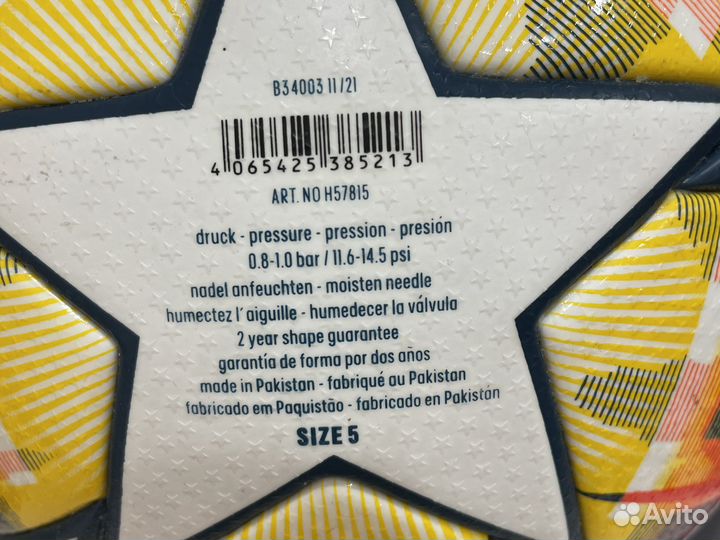 B34003 11/21
4 065425 385213
ART. NO H57815
druck - pressure - pression - presión
0.8-1.0 bar / 11.6-14.5 psi
nadel anfeuchten - moisten needle
humectez l'aiguille - humedecer la válvula
2 year shape guarantee
garantía de forma por dos años
made in Pakistan - fabriqué au Pakistan
fabricado em Paquistão - fabricado en Pakistán
SIZE 5
Avito